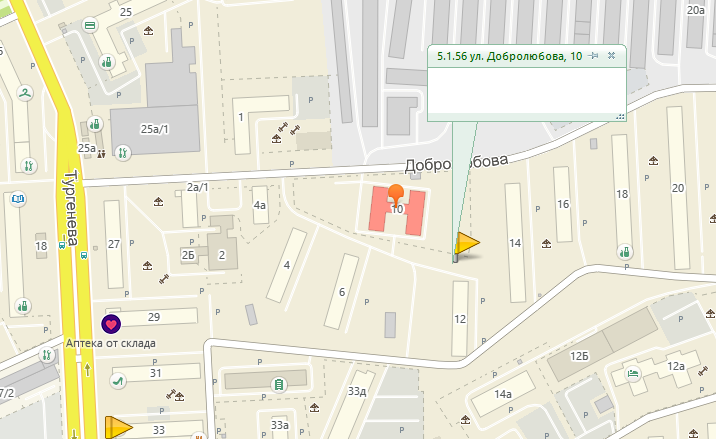 20а
25
5.1.56 ул. Добролюбова, 10
1
25а/1
25а
Добролюбова
Тургенева
2а/1
4а
10
16
18
20
2
27
18
2Б
4
6
14
12
29
Аптека от склада
31
33д
12Б
12а
14а
7/2
33
33а
Р
Р
Р
Р
Р
Р
Р
Р
Р
Р
Р
Р